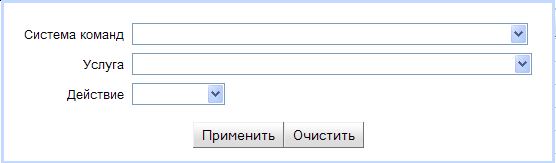 Система команд
Услуга
Действие
Применить Очистить